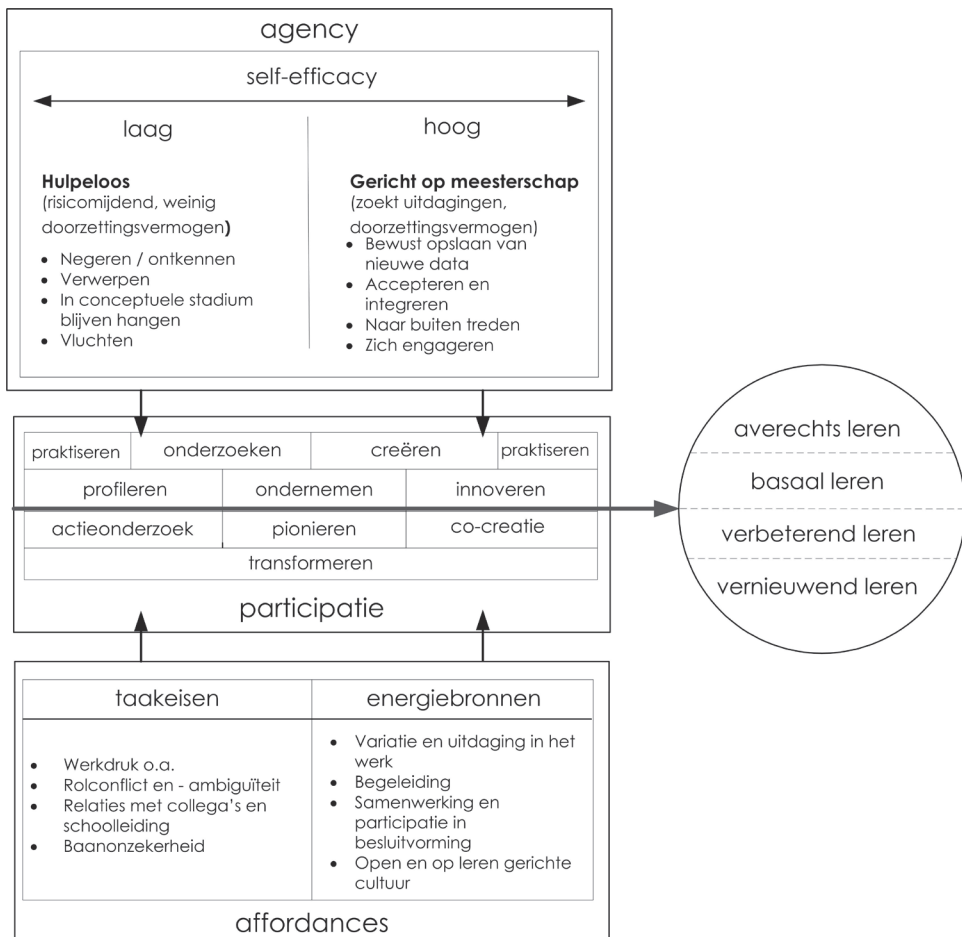 agency
self-efficacy
laag
hoog
Hulpeloos
(risicomijdend, weinig
doorzettingsvermogen)
• Negeren / ontkennen
• Verwerpen
• In conceptuele stadium
blijven hangen
• Vluchten
Gericht op meesterschap
(zoekt uitdagingen,
doorzettingsvermogen)
• Bewust opslaan van
nieuwe data
• Accepteren en
integreren
• Naar buiten treden
• Zich engageren
praktiseren onderzoeken creëren praktiseren
profileren ondernemen innoveren
actieonderzoek pionieren co-creatie
transformeren
participatie
averechts leren
basaal leren
verbeterend leren
vernieuwend leren
taakeisen
• Werkdruk o.a.
• Rolconflict en - ambiguïteit
• Relaties met collega's en
schoolleiding
• Baanonzekerheid
energiebronnen
• Variatie en uitdaging in het
werk
• Begeleiding
• Samenwerking en
participatie in
besluitvorming
• Open en op leren gerichte
cultuur
affordances